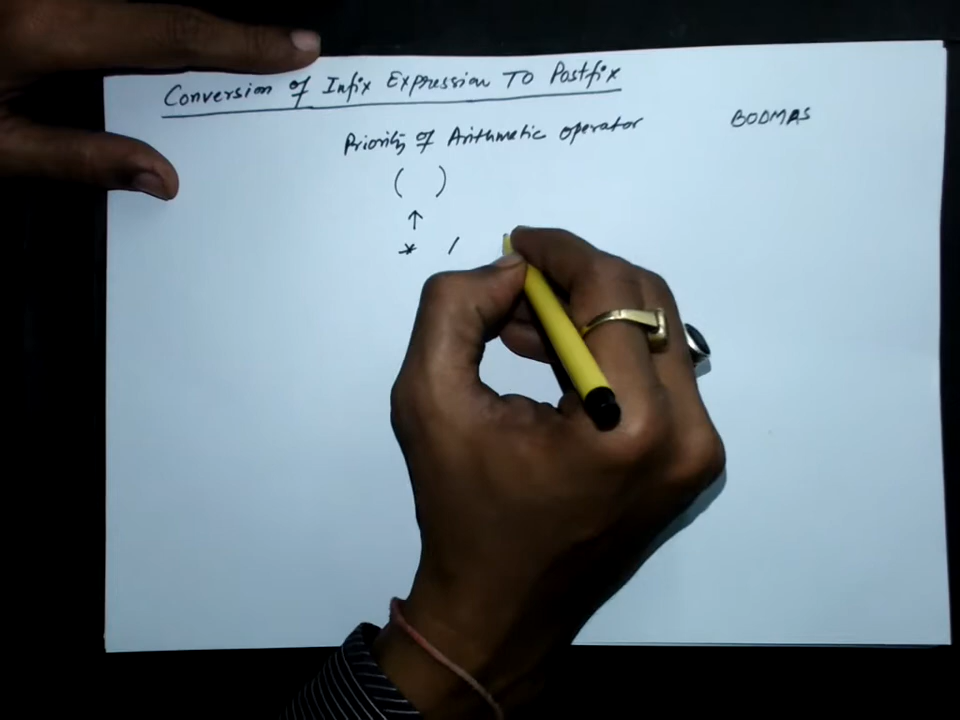 Conversion of Infix Expression To Postfix
Priority of Arithmetic operator
BODMAS
( )
↑
* /